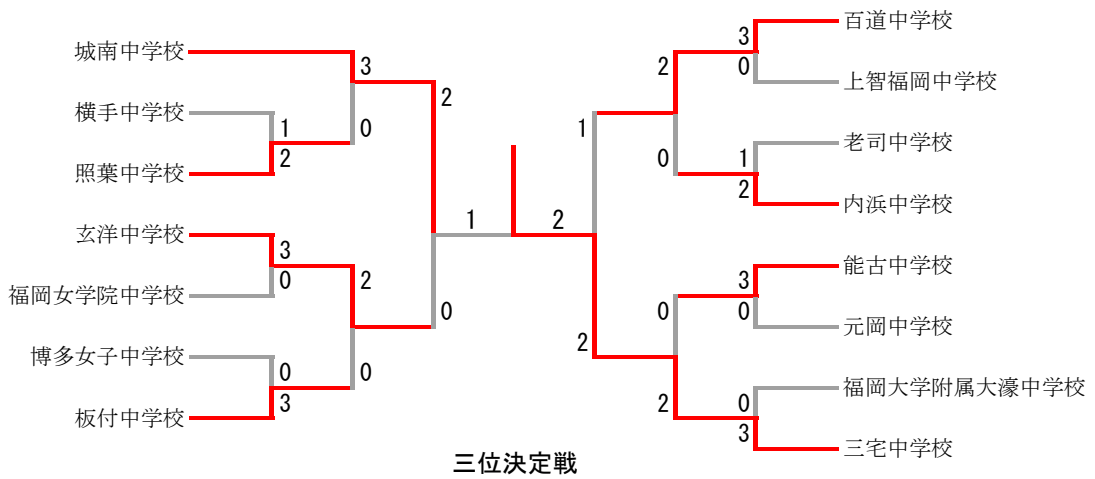 城南中学校
3
2
横手中学校
1
0
照葉中学校
2
玄洋中学校
3
2
福岡女学院中学校
0
0
博多女子中学校
0
0
板付中学校
3
1
2
百道中学校
3
2
0
上智福岡中学校
1
老司中学校
0
1
2
内浜中学校
能古中学校
3
0
0
元岡中学校
2
福岡大学附属大濠中学校
2
0
3
三宅中学校
三位決定戦